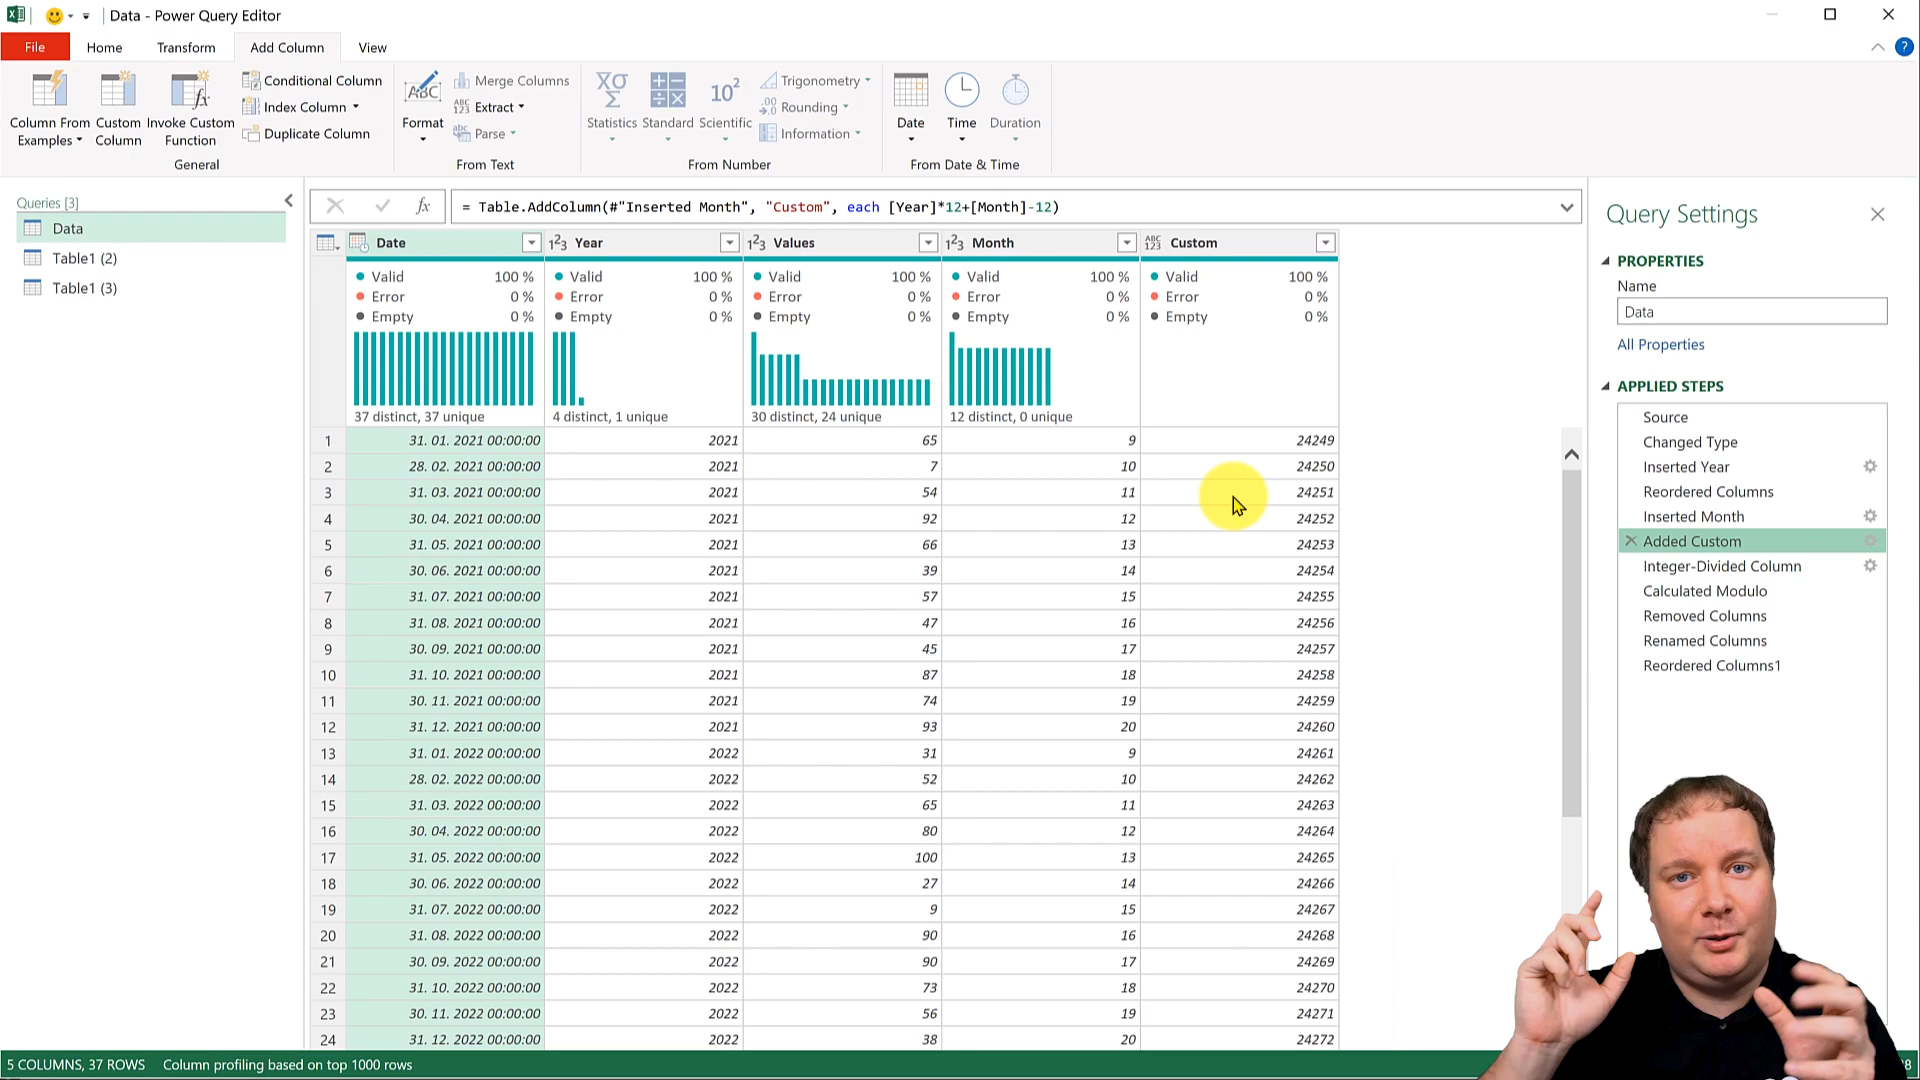 Data - Power Query Editor
File
Home
Transform
Add Column
View
?
Column From
Examples
Custom
Column
Invoke Custom
Function
Conditional Column
Index Column
Duplicate Column
General
ABC
Format
Merge Columns
ABC
123
Extract
abc
Parse
From Text
XO
Σ
Statistics
Standard
10²
Scientific
Trigonometry
.00
Rounding
Information
From Number
Date
Time
Duration
From Date & Time
Queries [3]
Data
Table1 (2)
Table1 (3)
fx
= Table.AddColumn(#"Inserted Month", "Custom", each [Year]*12+[Month]-12)
Date
1²3 Year
1²3 Values
1²3 Month
ABC
123
Custom
Valid 100 %
Error 0 %
Empty 0 %
37 distinct, 37 unique
Valid 100 %
Error 0 %
Empty 0 %
4 distinct, 1 unique
Valid 100 %
Error 0 %
Empty 0 %
30 distinct, 24 unique
Valid 100 %
Error 0 %
Empty 0 %
12 distinct, 0 unique
Valid 100 %
Error 0 %
Empty 0 %
1 31. 01. 2021 00:00:00 2021 65 9 24249
2 28. 02. 2021 00:00:00 2021 7 10 24250
3 31. 03. 2021 00:00:00 2021 54 11 24251
4 30. 04. 2021 00:00:00 2021 92 12 24252
5 31. 05. 2021 00:00:00 2021 66 13 24253
6 30. 06. 2021 00:00:00 2021 39 14 24254
7 31. 07. 2021 00:00:00 2021 57 15 24255
8 31. 08. 2021 00:00:00 2021 47 16 24256
9 30. 09. 2021 00:00:00 2021 45 17 24257
10 31. 10. 2021 00:00:00 2021 87 18 24258
11 30. 11. 2021 00:00:00 2021 74 19 24259
12 31. 12. 2021 00:00:00 2021 93 20 24260
13 31. 01. 2022 00:00:00 2022 31 9 24261
14 28. 02. 2022 00:00:00 2022 52 10 24262
15 31. 03. 2022 00:00:00 2022 65 11 24263
16 30. 04. 2022 00:00:00 2022 80 12 24264
17 31. 05. 2022 00:00:00 2022 100 13 24265
18 30. 06. 2022 00:00:00 2022 27 14 24266
19 31. 07. 2022 00:00:00 2022 9 15 24267
20 31. 08. 2022 00:00:00 2022 90 16 24268
21 30. 09. 2022 00:00:00 2022 90 17 24269
22 31. 10. 2022 00:00:00 2022 73 18 24270
23 30. 11. 2022 00:00:00 2022 56 19 24271
24 31. 12. 2022 00:00:00 2022 38 20 24272
Query Settings
PROPERTIES
Name
Data
All Properties
APPLIED STEPS
Source
Changed Type
Inserted Year
Reordered Columns
Inserted Month
Added Custom
Integer-Divided Column
Calculated Modulo
Removed Columns
Renamed Columns
Reordered Columns1
5 COLUMNS, 37 ROWS
Column profiling based on top 1000 rows